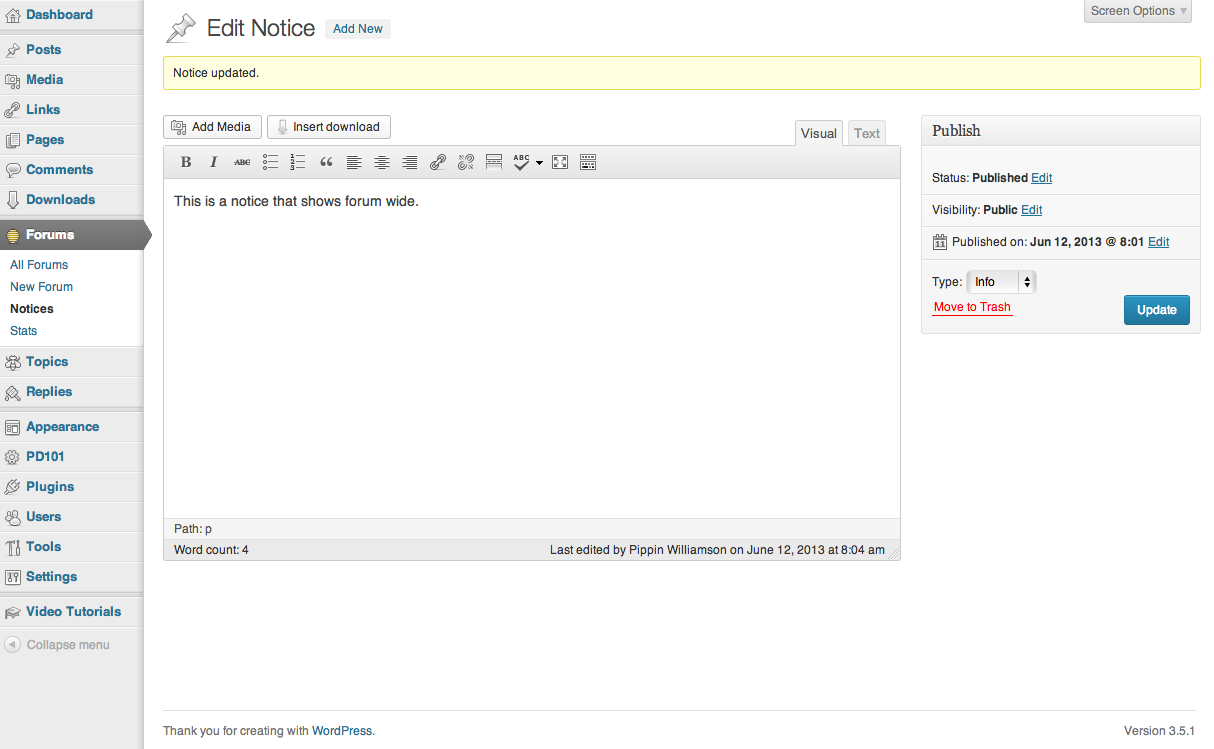 Dashboard
Posts
Media
Links
Pages
Comments
Downloads
Forums
All Forums
New Forum
Notices
Stats
Topics
Replies
Appearance
PD101
Plugins
Users
Tools
Settings
Video Tutorials
Collapse menu
Screen Options
Edit Notice Add New
Notice updated.
Add Media Insert download
Visual Text
B I ABC ABC
This is a notice that shows forum wide.
Path: p
Word count: 4 Last edited by Pippin Williamson on June 12, 2013 at 8:04 am
Publish
Status: Published Edit
Visibility: Public Edit
11 Published on: Jun 12, 2013 @ 8:01 Edit
Type: Info
Move to Trash Update
Thank you for creating with WordPress. Version 3.5.1